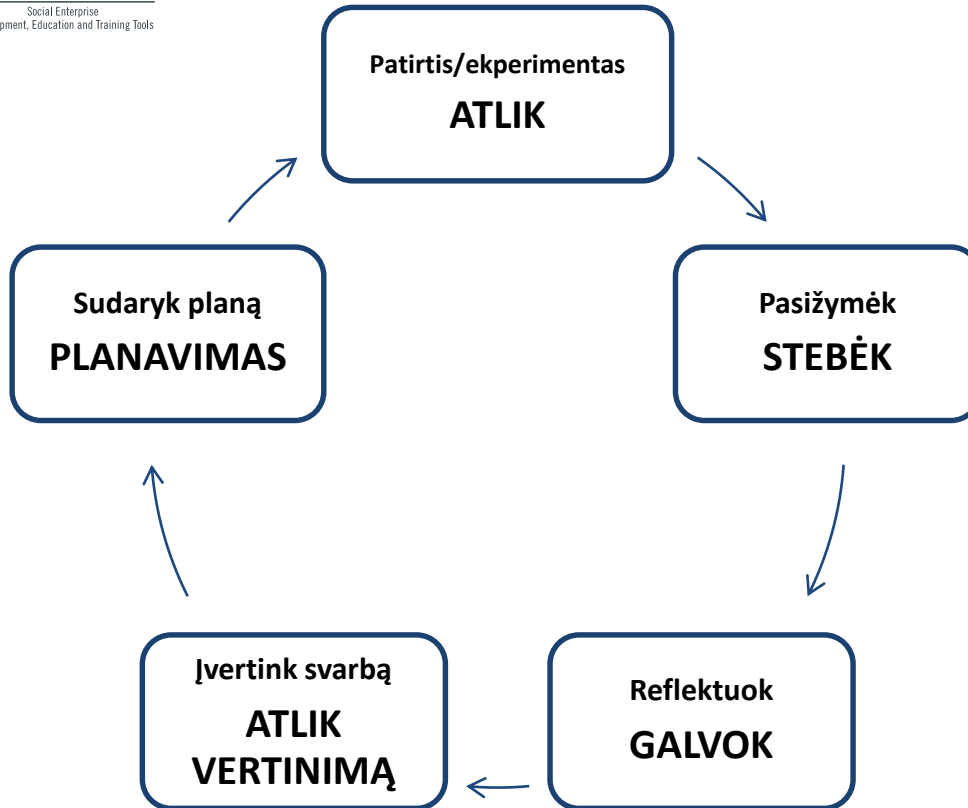 Social Enterprise
pment, Education and Training Tools
Patirtis/ekperimentas
ATLIK
Sudaryk planą
PLANAVIMAS
Pasižymėk
STEBĖK
Įvertink svarbą
ATLIK
VERTINIMĄ
Reflektuok
GALVOK